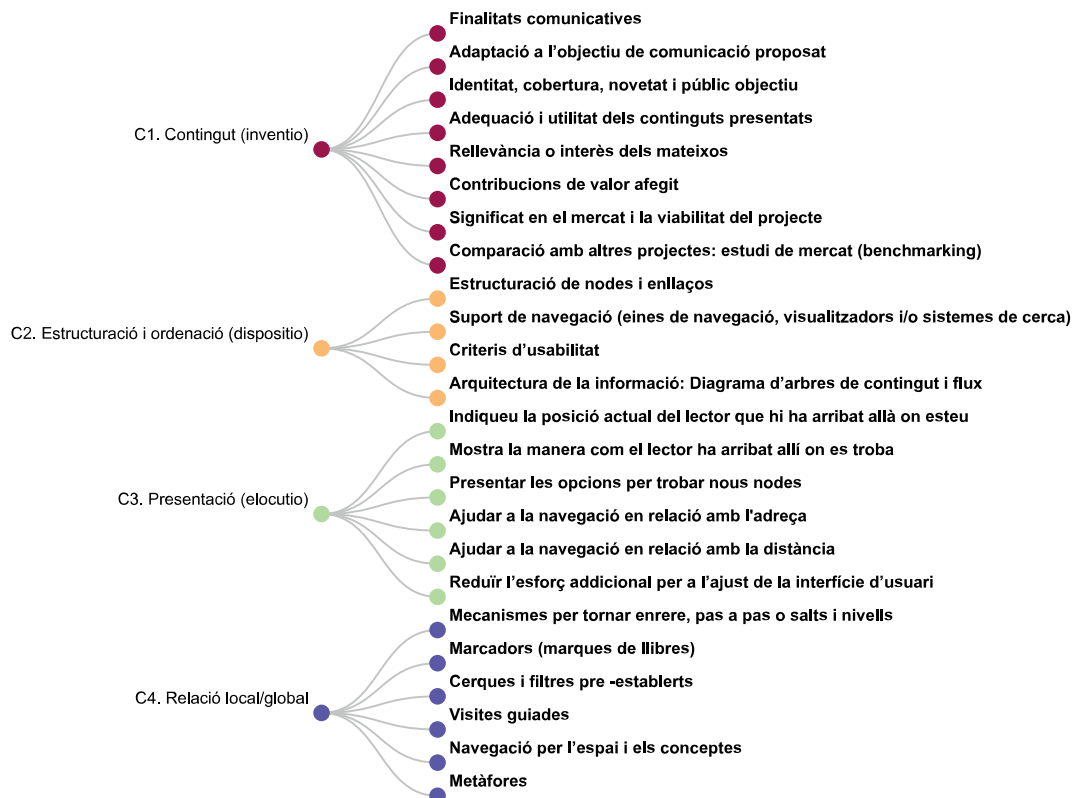 C1. Contingut (inventio)
Finalitats comunicatives
Adaptació a l’objectiu de comunicació proposat
Identitat, cobertura, novetat i públic objectiu
Adequació i utilitat dels continguts presentats
Rellevància o interès dels mateixos
Contribucions de valor afegit
Significat en el mercat i la viabilitat del projecte
Comparació amb altres projectes: estudi de mercat (benchmarking)
C2. Estructuració i ordenació (dispositio)
Estructuració de nodes i enllaços
Suport de navegació (eines de navegació, visualitzadors i/o sistemes de cerca)
Criteris d’usabilitat
Arquitectura de la informació: Diagrama d’arbres de contingut i flux
C3. Presentació (elocutio)
Indiqueu la posició actual del lector que hi ha arribat allà on esteu
Mostra la manera com el lector ha arribat allí on es troba
Presentar les opcions per trobar nous nodes
Ajudar a la navegació en relació amb l'adreça
Ajudar a la navegació en relació amb la distància
Reduïr l’esforç addicional per a l’ajust de la interfície d’usuari
C4. Relació local/global
Mecanismes per tornar enrere, pas a pas o salts i nivells
Marcadors (marques de llibres)
Cerques i filtres pre -establerts
Visites guiades
Navegació per l’espai i els conceptes
Metàfores